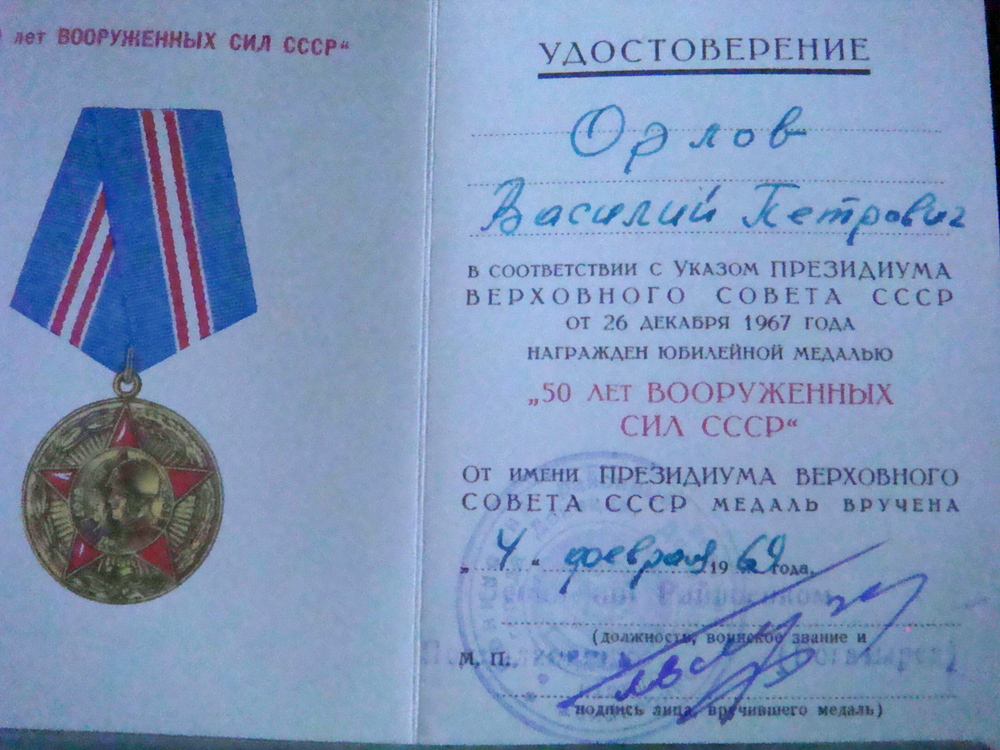 лет ВООРУЖЕННЫХ СИЛ СССР“
УДОСТОВЕРЕНИЕ
Орлов
Василий Петрович
в соответствии с Указом ПРЕЗИДИУМА
ВЕРХОВНОГО СОВЕТА СССР
от 26 декабря 1967 года
награжден юбилейной медалью
„50 лет ВООРУЖЕННЫХ
СИЛ СССР“
От имени ПРЕЗИДИУМА ВЕРХОВНОГО
СОВЕТА СССР медаль вручена
„4“ февраля 1969 года.
(должность, воинское звание и
М. П.
подпись лица, вручившего медаль)